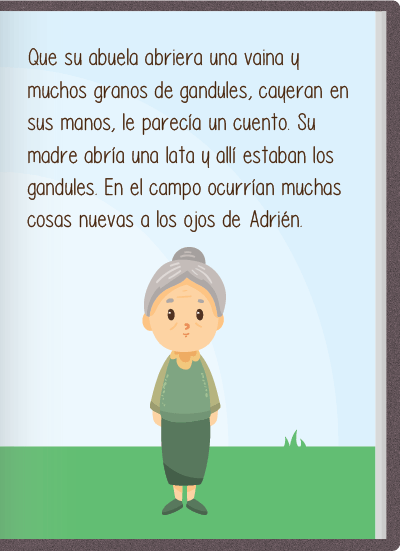 Que su abuela abriera una vaina y
muchos granos de gandules, cayeran en
sus manos, le parecía un cuento. Su
madre abría una lata y allí estaban los
gandules. En el campo ocurrían muchas
cosas nuevas a los ojos de Adrién.